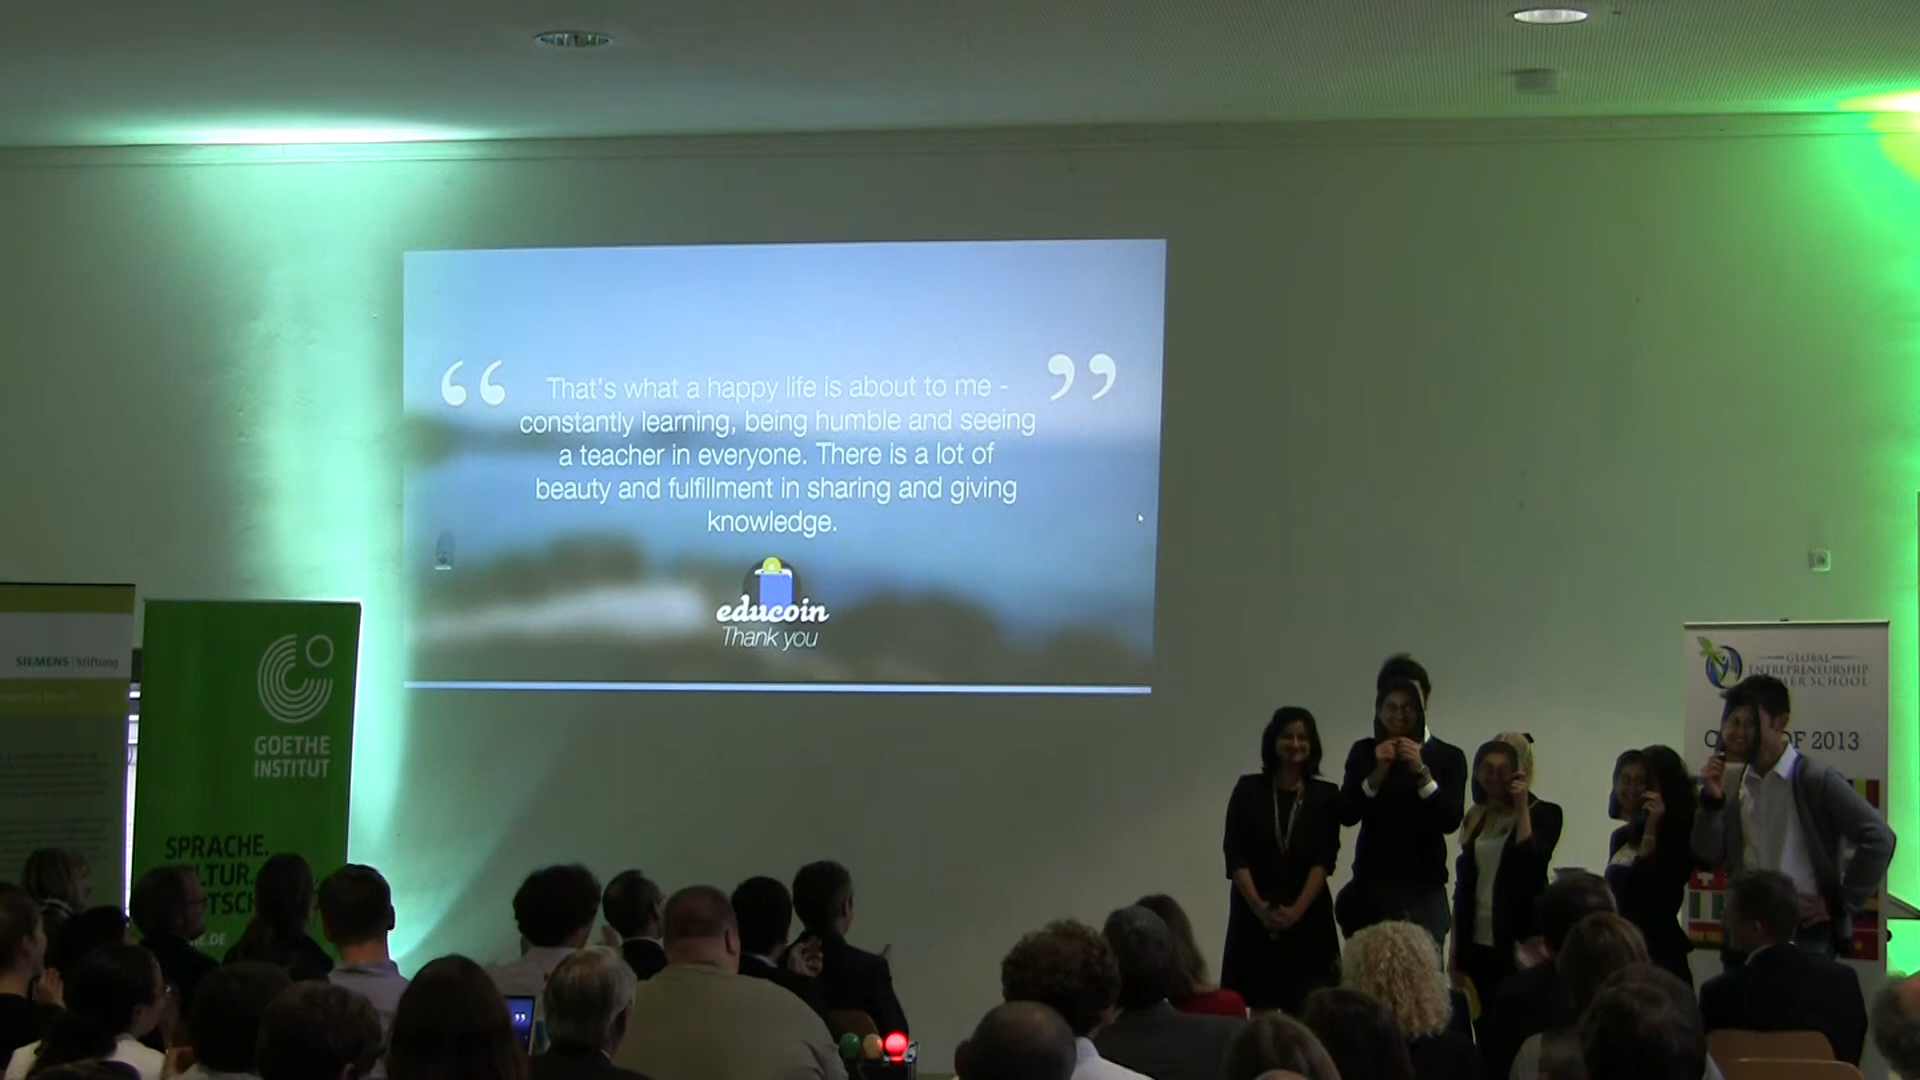 “ That's what a happy life is about to me - ”
constantly learning, being humble and seeing
a teacher in everyone. There is a lot of
beauty and fulfillment in sharing and giving
knowledge.
educoin
Thank you
SIEMENS | Stiftung
GOETHE
INSTITUT
SPRACHE.
GLOBAL
ENTREPRENEURSHIP
SCHOOL
OF 2013